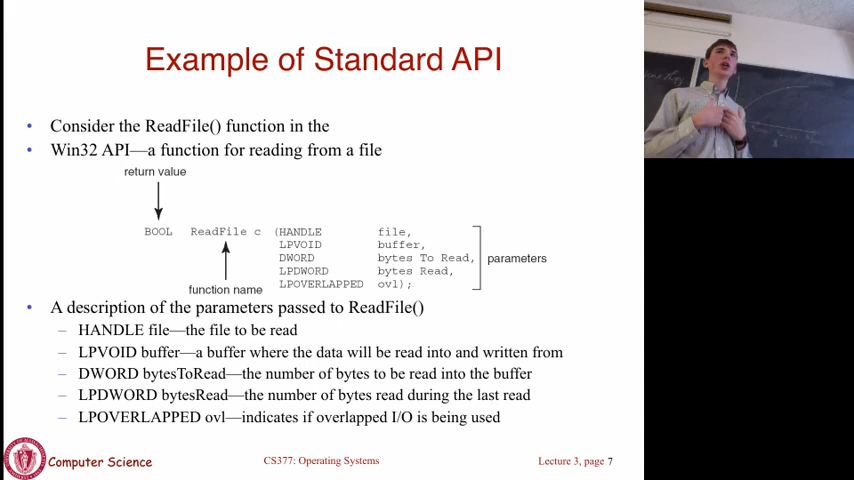 Example of Standard API
• Consider the ReadFile() function in the
• Win32 API—a function for reading from a file
return value
BOOL ReadFile c (HANDLE file,
LPVOID buffer,
DWORD bytes To Read,
LPDWORD bytes Read,
LPOVERLAPPED ovl);
parameters
function name
• A description of the parameters passed to ReadFile()
– HANDLE file—the file to be read
– LPVOID buffer—a buffer where the data will be read into and written from
– DWORD bytesToRead—the number of bytes to be read into the buffer
– LPDWORD bytesRead—the number of bytes read during the last read
– LPOVERLAPPED ovl—indicates if overlapped I/O is being used
Computer Science
CS377: Operating Systems
Lecture 3, page 7